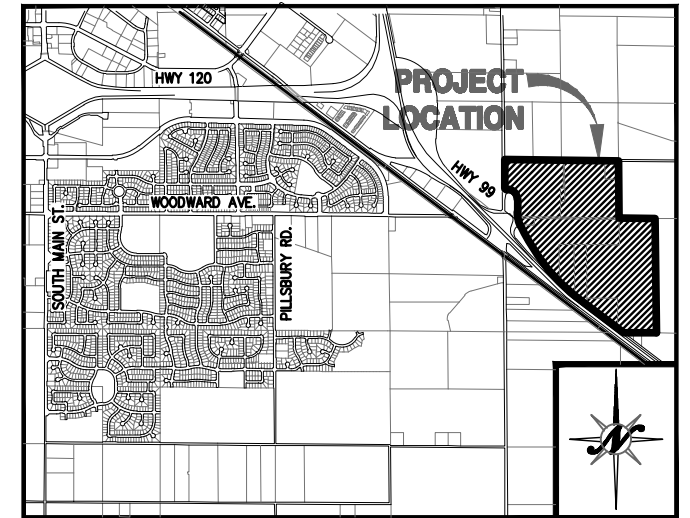 HWY 120
PROJECT
LOCATION
HWY 99
WOODWARD AVE.
SOUTH MAIN ST.
PILLSBURY RD.
N